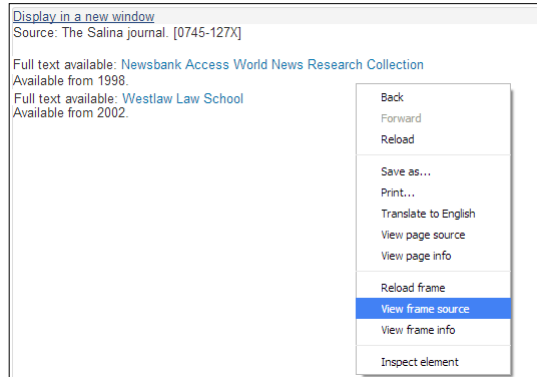 Display in a new window
Source: The Salina journal. [0745-127X]
Full text available: Newsbank Access World News Research Collection
Available from 1998.
Full text available: Westlaw Law School
Available from 2002.
Back
Forward
Reload
Save as...
Print...
Translate to English
View page source
View page info
Reload frame
View frame source
View frame info
Inspect element